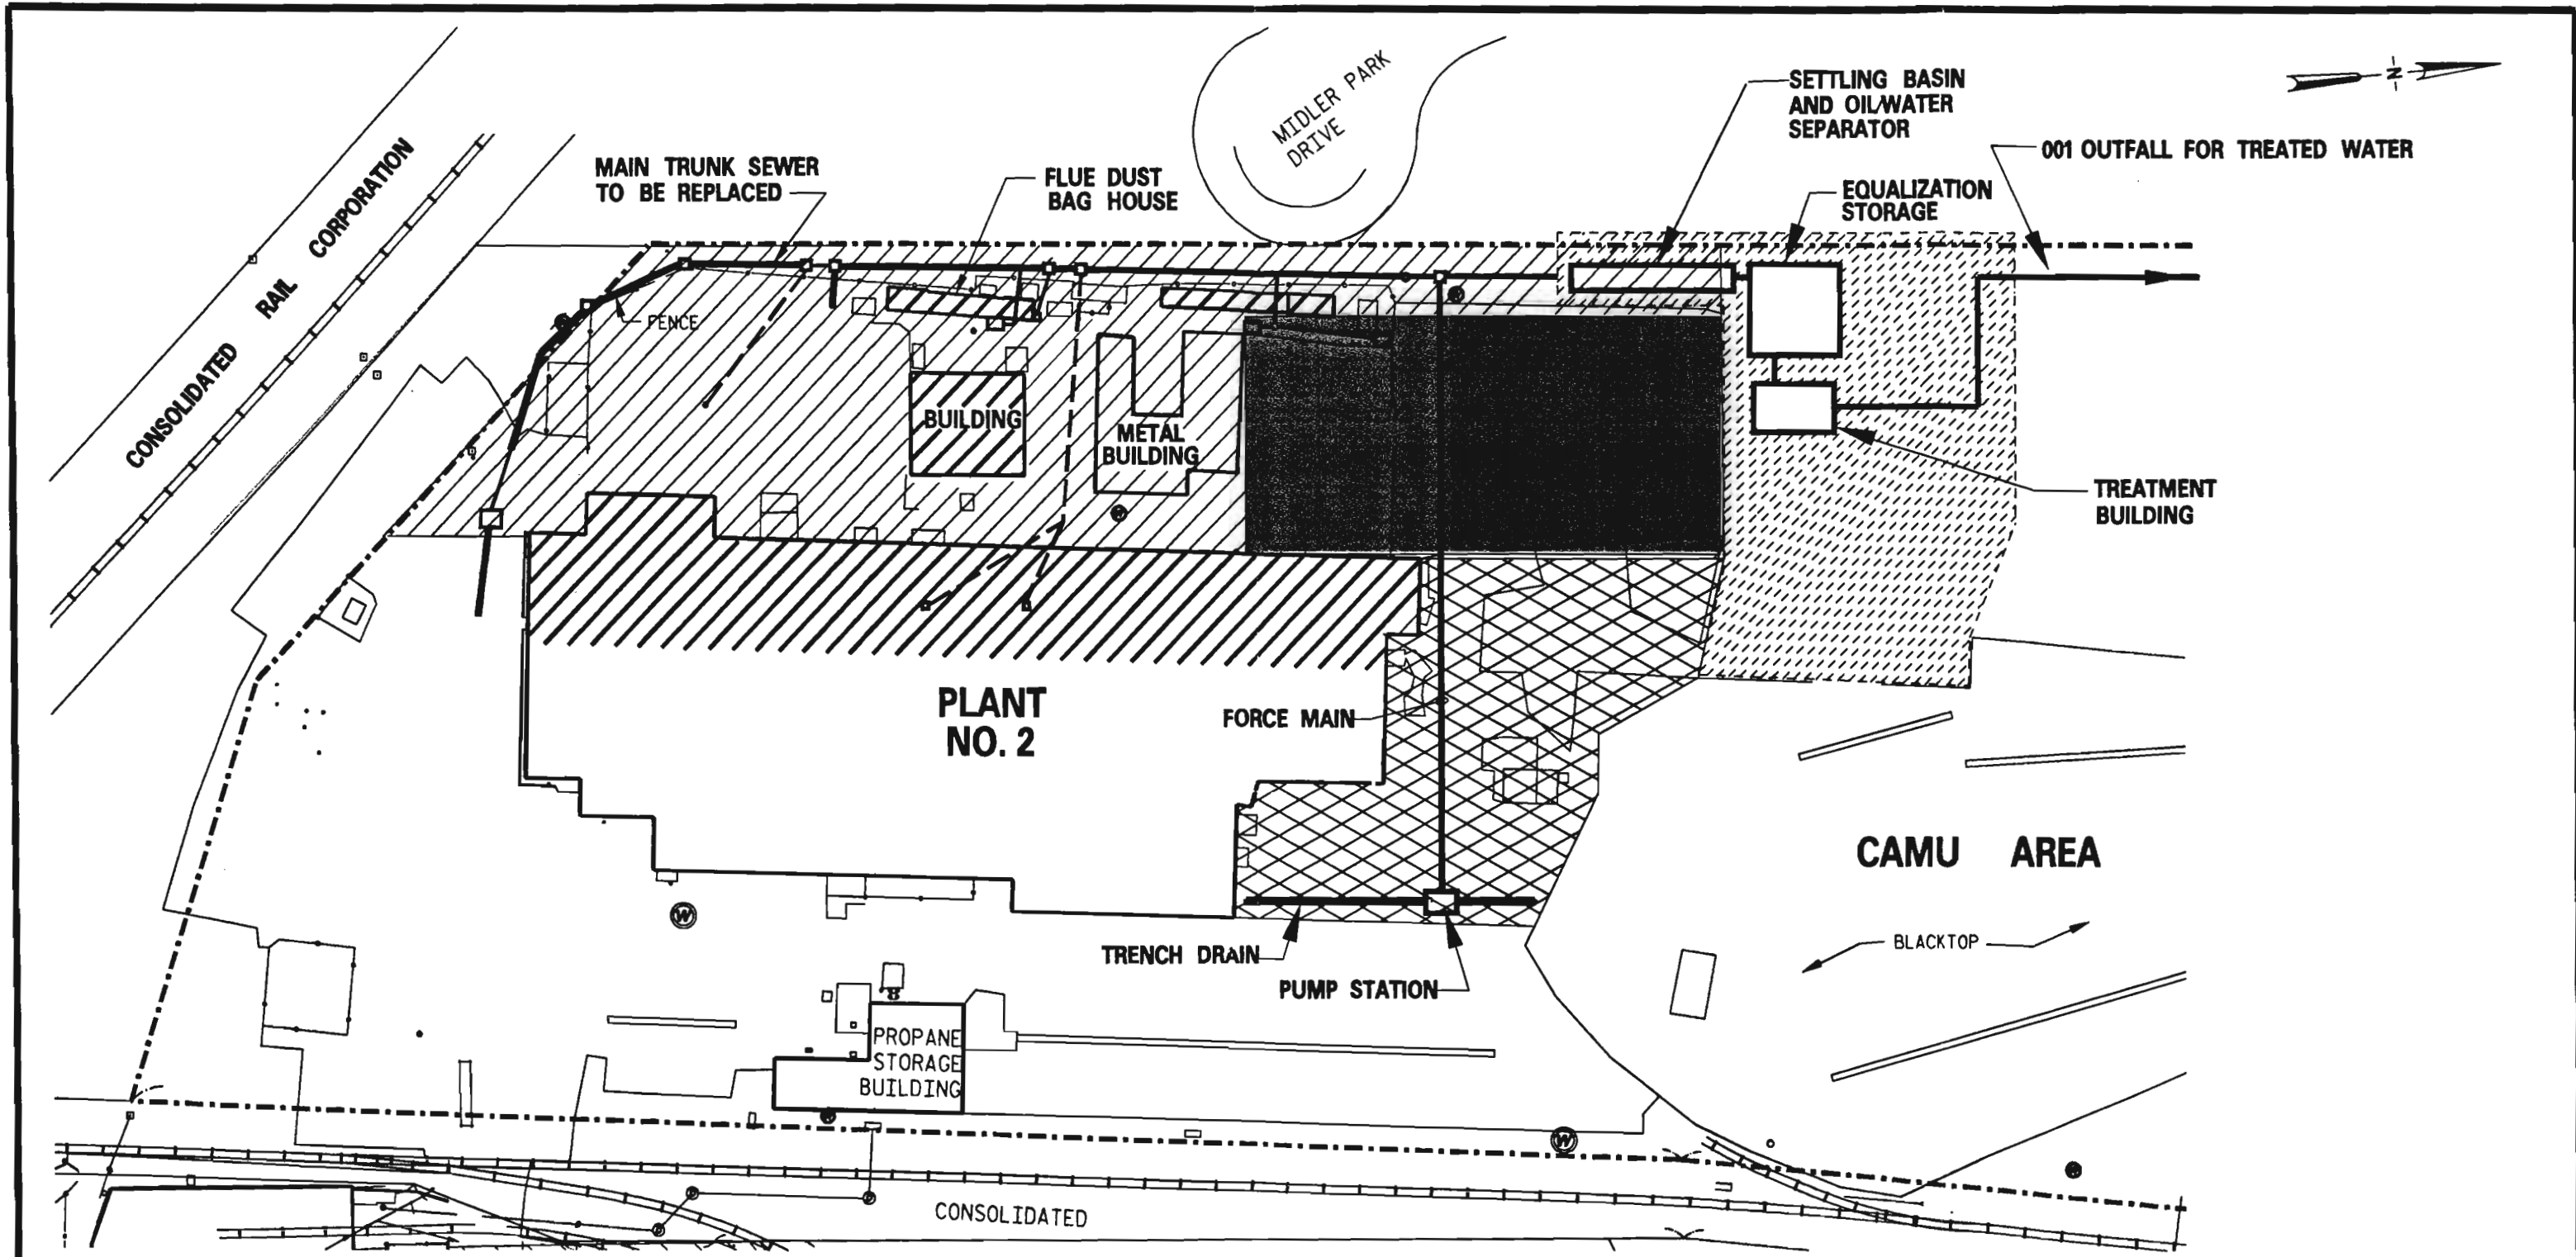 MIDLER PARK
DRIVE
N
SETTLING BASIN
AND OIL/WATER
SEPARATOR
001 OUTFALL FOR TREATED WATER
MAIN TRUNK SEWER
TO BE REPLACED
FLUE DUST
BAG HOUSE
EQUALIZATION
STORAGE
CONSOLIDATED RAIL CORPORATION
FENCE
BUILDING
METAL
BUILDING
TREATMENT
BUILDING
PLANT
NO. 2
FORCE MAIN
CAMU AREA
W
BLACKTOP
TRENCH DRAIN
PUMP STATION
PROPANE
STORAGE
BUILDING
W
CONSOLIDATED